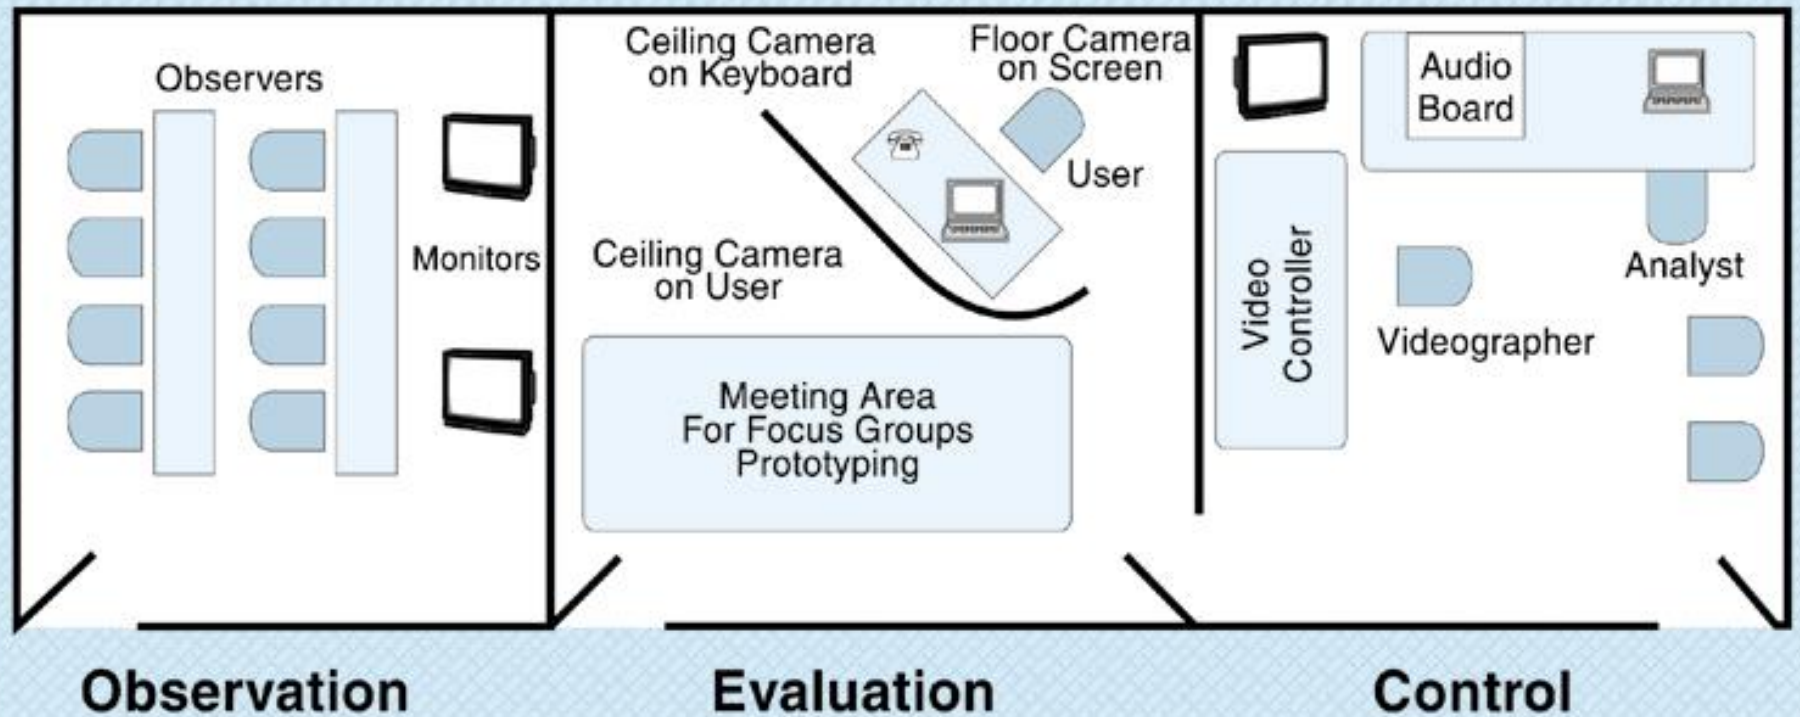 Observers
Monitors
Ceiling Camera
on Keyboard
Floor Camera
on Screen
User
Ceiling Camera
on User
Meeting Area
For Focus Groups
Prototyping
Audio
Board
Video
Controller
Analyst
Videographer
Observation
Evaluation
Control